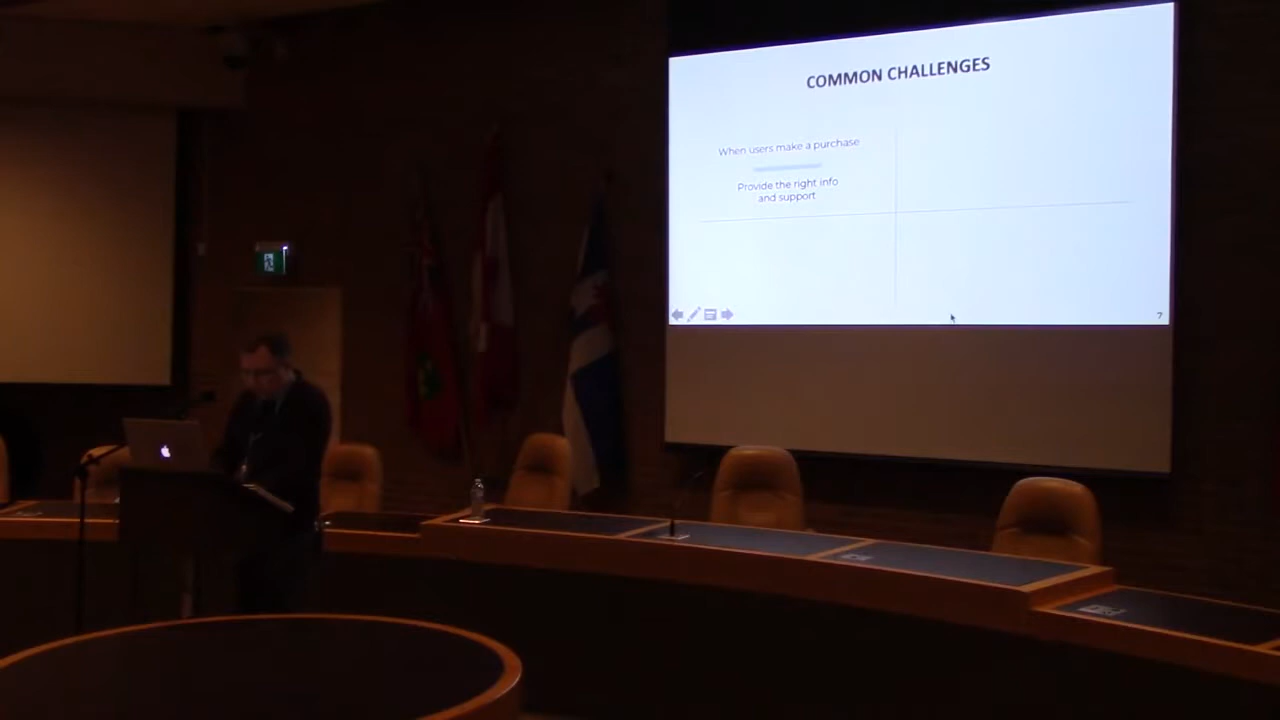 COMMON CHALLENGES
When users make a purchase
Provide the right info
and support
7